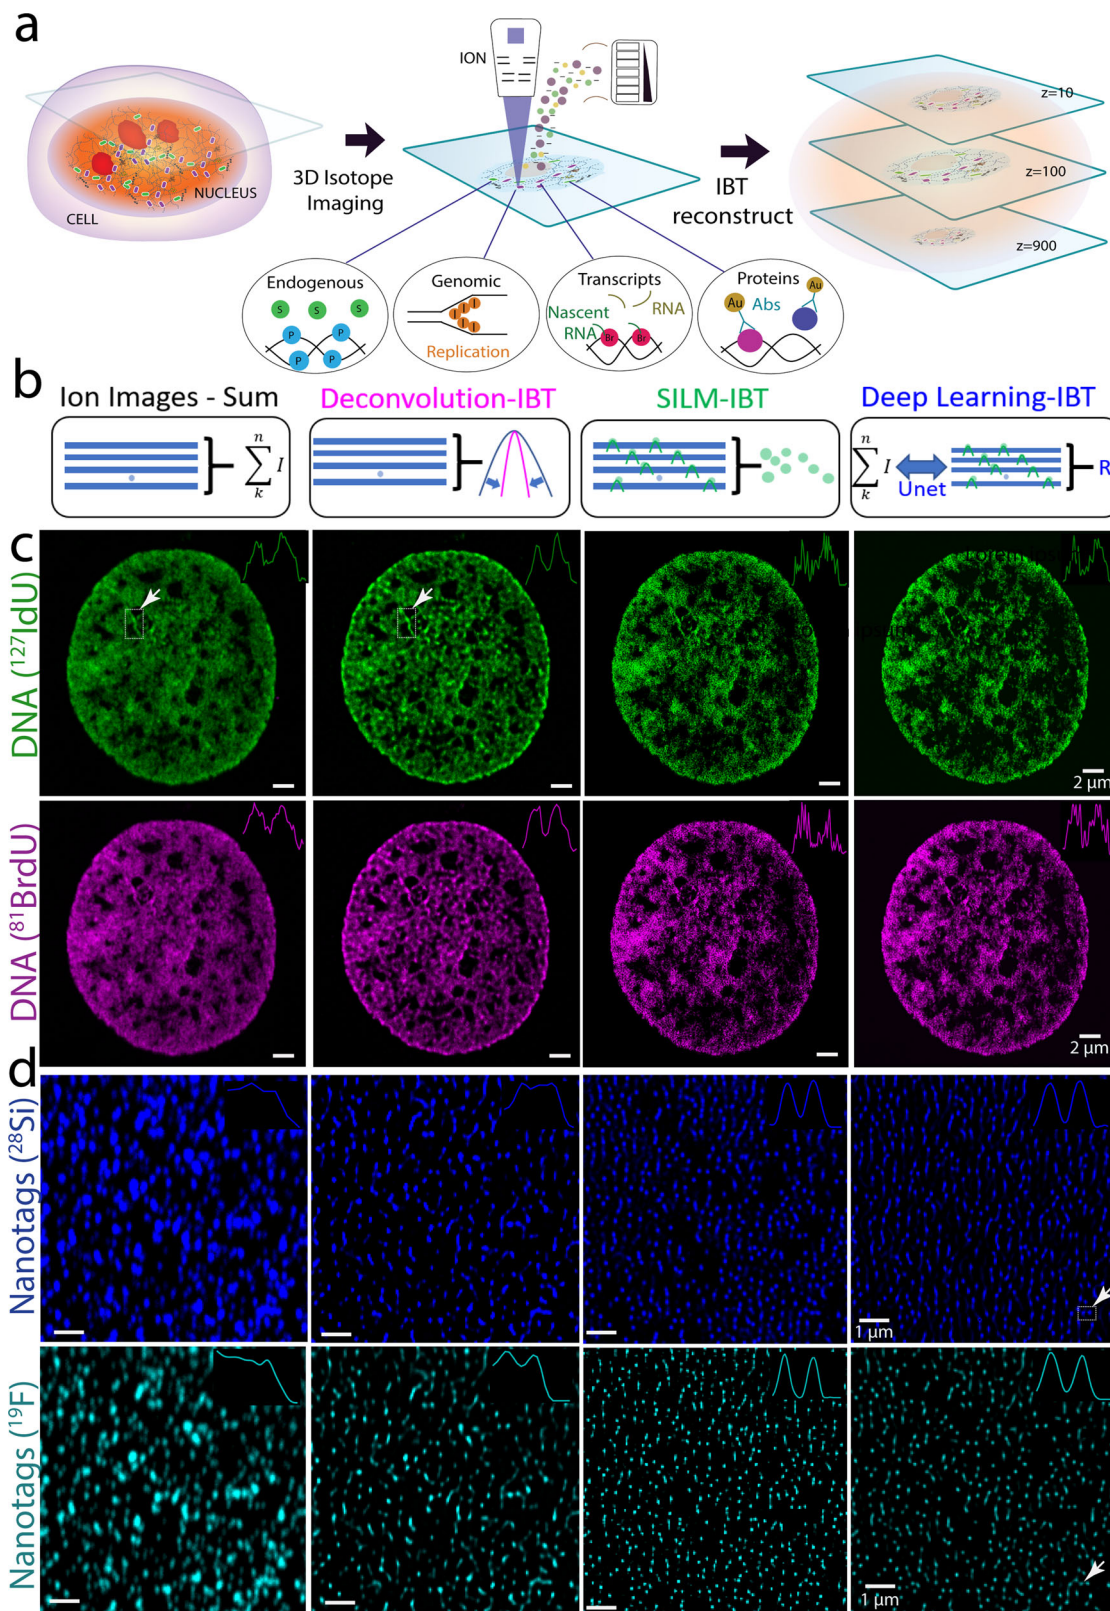 a
ION
CELL
NUCLEUS
3D Isotope
Imaging
IBT
reconstruct
z=10
z=100
z=900
Endogenous
S S S
P P
P P
Genomic
I I I I I
Replication
Transcripts
Nascent
RNA
RNA
Br Br
Proteins
Au
Au
Abs
b
Ion Images - Sum
Deconvolution-IBT
SILM-IBT
Deep Learning-IBT
n
∑ I
k
n
∑ I
k
Unet
R
c
DNA (¹²⁷IdU)
2 μm
DNA (⁸¹BrdU)
2 μm
d
Nanotags (²⁸Si)
1 μm
Nanotags (¹⁹F)
1 μm